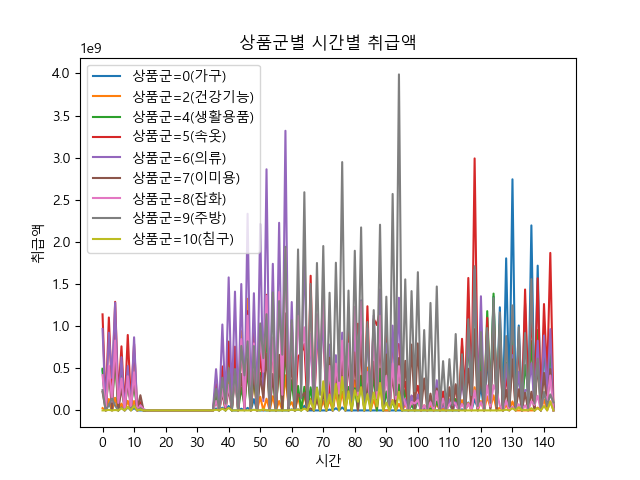 상품군별 시간별 취급액
1e9
상품군=0(가구)
상품군=2(건강기능)
상품군=4(생활용품)
상품군=5(속옷)
상품군=6(의류)
상품군=7(이미용)
상품군=8(잡화)
상품군=9(주방)
상품군=10(침구)
4.0
3.5
3.0
2.5
2.0
1.5
1.0
0.5
0.0
취급액
0 10 20 30 40 50 60 70 80 90 100 110 120 130 140
시간